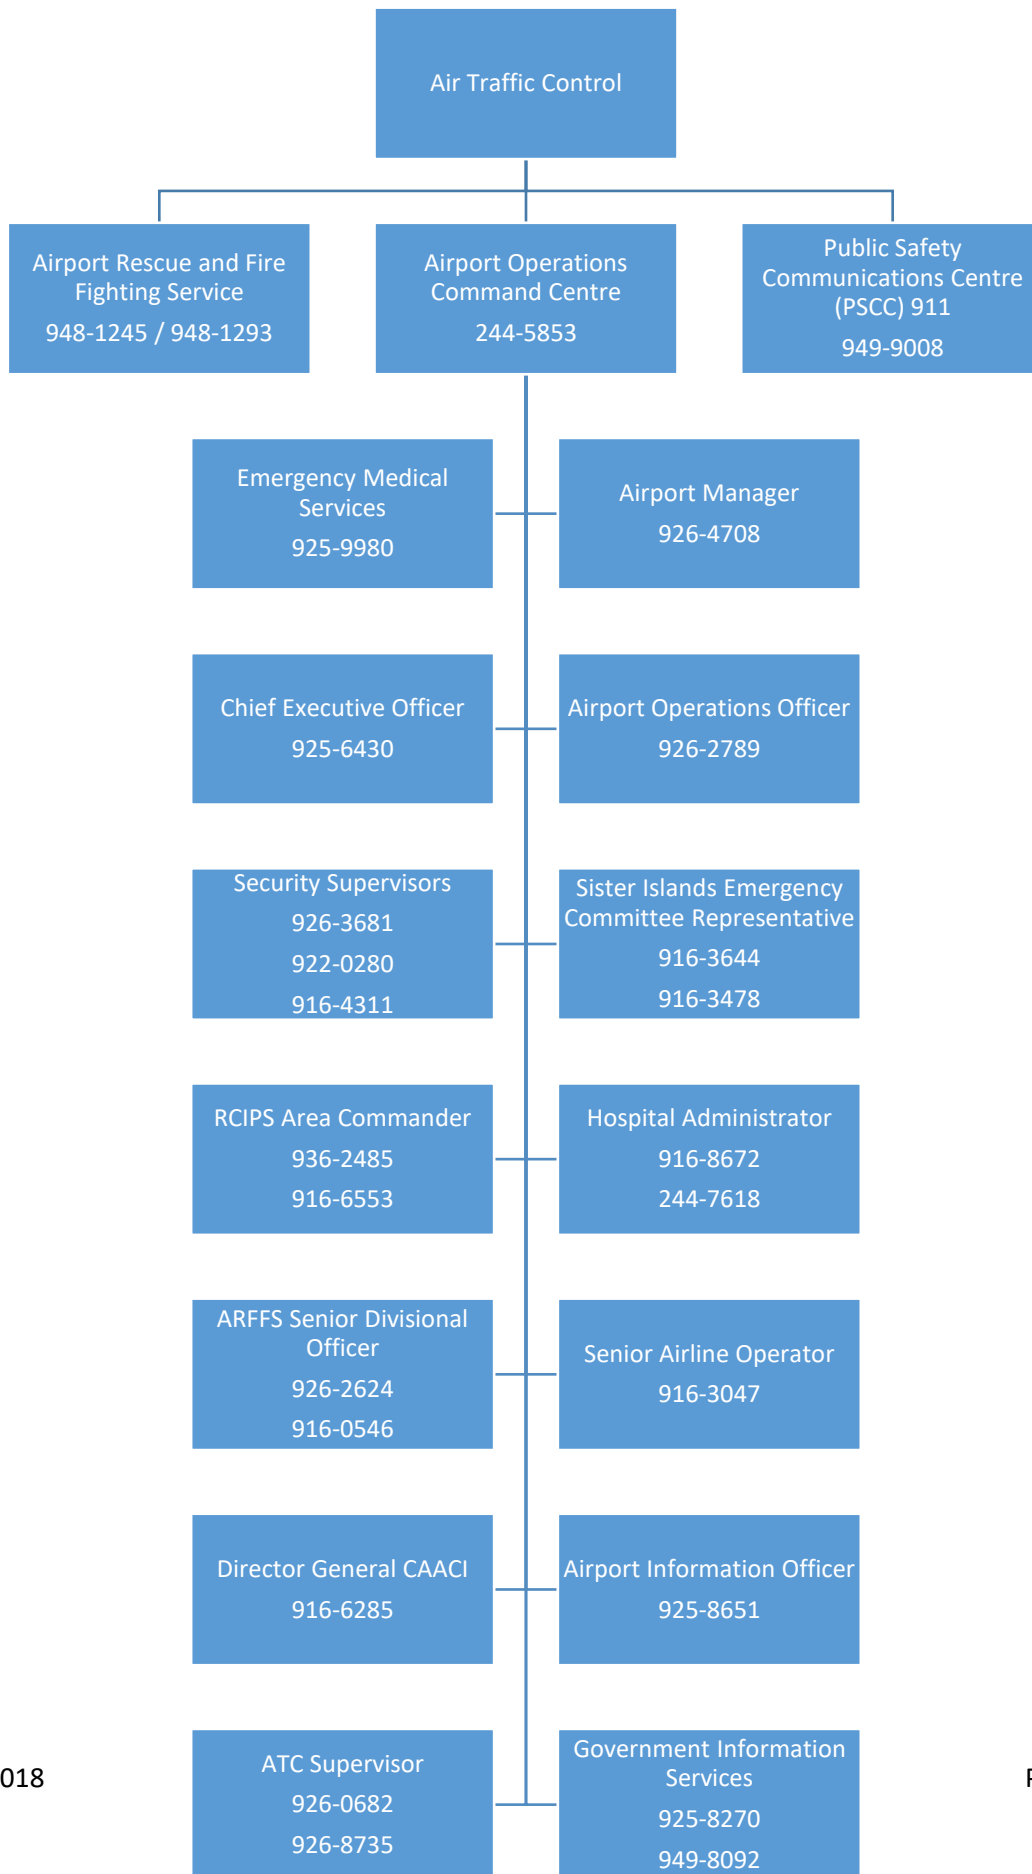 Air Traffic Control
Airport Rescue and Fire
Fighting Service
948-1245 / 948-1293
Airport Operations
Command Centre
244-5853
Public Safety
Communications Centre
(PSCC) 911
949-9008
Emergency Medical
Services
925-9980
Airport Manager
926-4708
Chief Executive Officer
925-6430
Airport Operations Officer
926-2789
Security Supervisors
926-3681
922-0280
916-4311
Sister Islands Emergency
Committee Representative
916-3644
916-3478
RCIPS Area Commander
936-2485
916-6553
Hospital Administrator
916-8672
244-7618
ARFFS Senior Divisional
Officer
926-2624
916-0546
Senior Airline Operator
916-3047
Director General CAACI
916-6285
Airport Information Officer
925-8651
ATC Supervisor
926-0682
926-8735
Government Information
Services
925-8270
949-8092
018